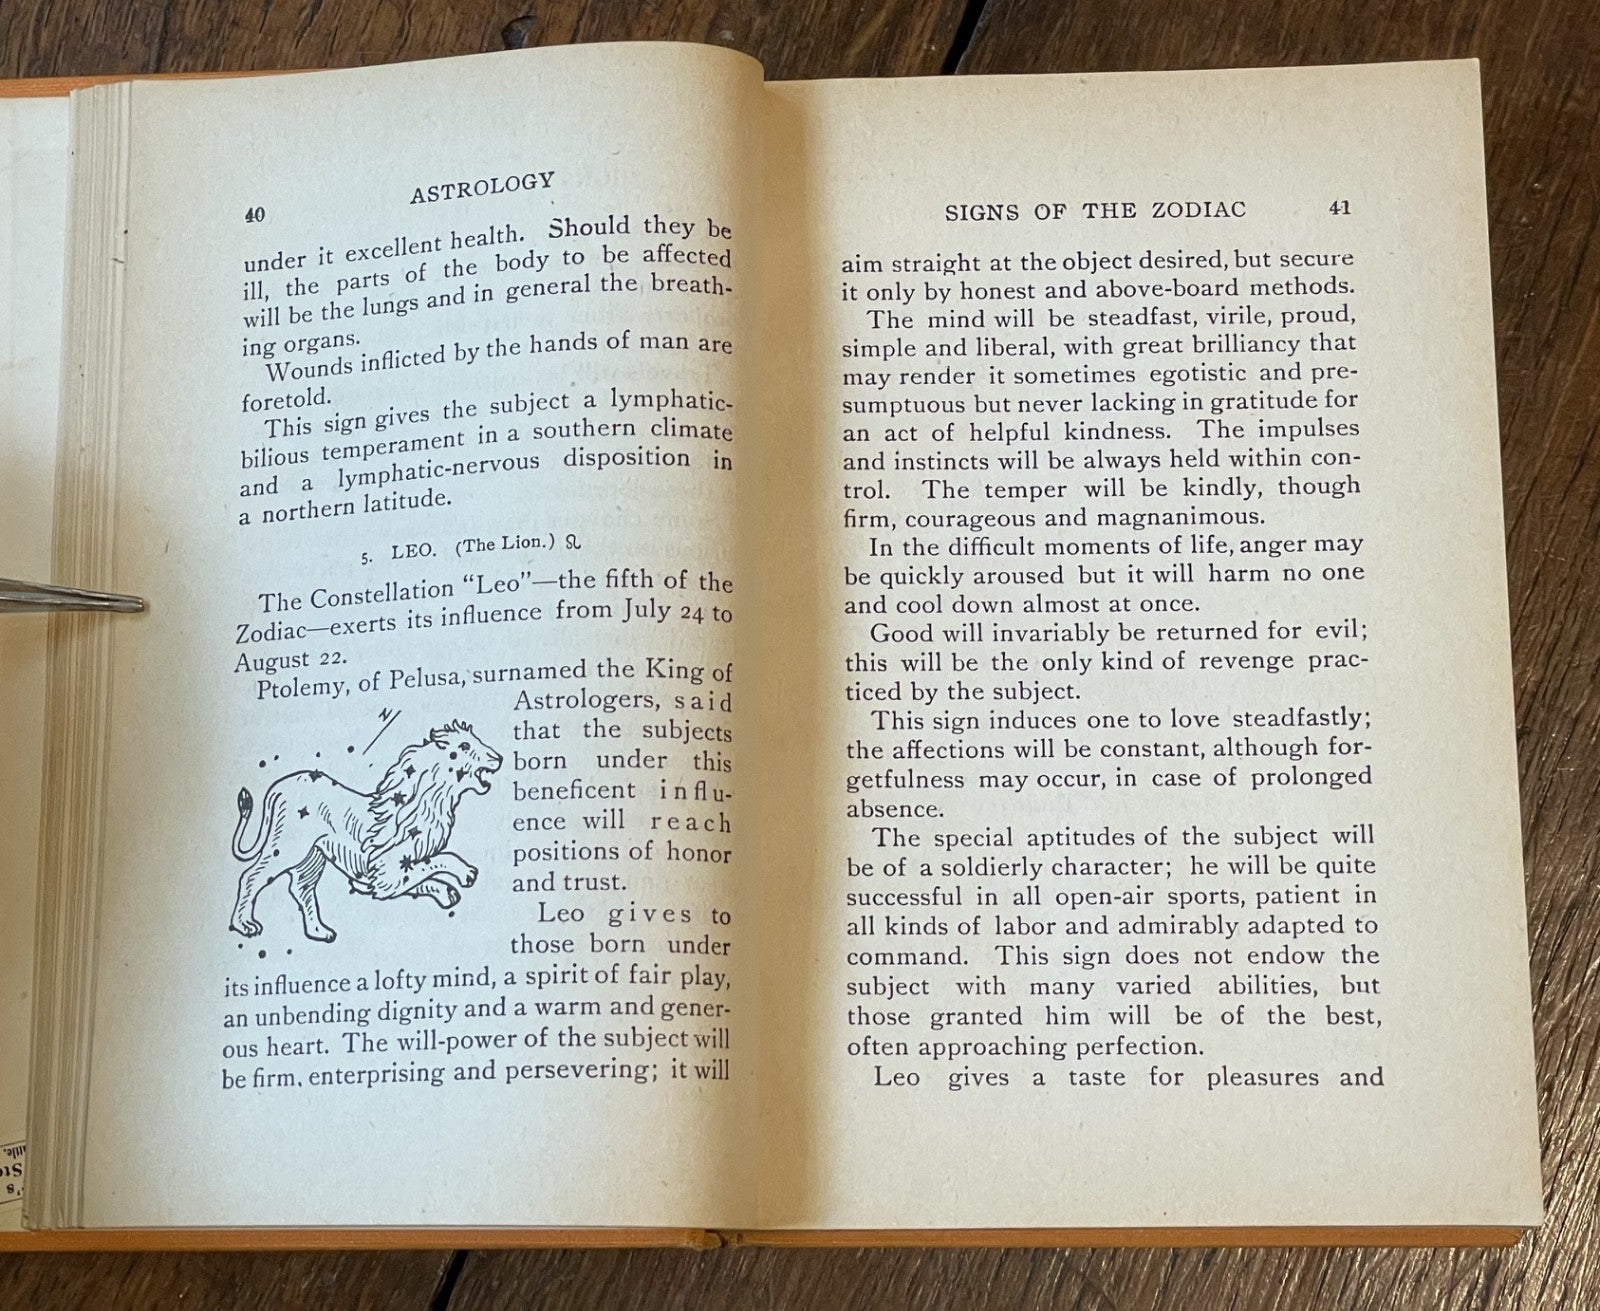 40
ASTROLOGY
under it excellent health. Should they be
ill, the parts of the body to be affected
will be the lungs and in general the breath-
ing organs.
Wounds inflicted by the hands of man are
foretold.
This sign gives the subject a lymphatic-
bilious temperament in a southern climate
and a lymphatic-nervous disposition in
a northern latitude.
5. LEO. (The Lion.) ♌
The Constellation “Leo”—the fifth of the
Zodiac—exerts its influence from July 24 to
August 22.
Ptolemy, of Pelusa, surnamed the King of
Astrologers, said
that the subjects
born under this
beneficent influ-
ence will reach
positions of honor
and trust.
Leo gives to
those born under
its influence a lofty mind, a spirit of fair play,
an unbending dignity and a warm and gener-
ous heart. The will-power of the subject will
be firm, enterprising and persevering; it will
N
SIGNS OF THE ZODIAC 41
aim straight at the object desired, but secure
it only by honest and above-board methods.
The mind will be steadfast, virile, proud,
simple and liberal, with great brilliancy that
may render it sometimes egotistic and pre-
sumptuous but never lacking in gratitude for
an act of helpful kindness. The impulses
and instincts will be always held within con-
trol. The temper will be kindly, though
firm, courageous and magnanimous.
In the difficult moments of life, anger may
be quickly aroused but it will harm no one
and cool down almost at once.
Good will invariably be returned for evil;
this will be the only kind of revenge prac-
ticed by the subject.
This sign induces one to love steadfastly;
the affections will be constant, although for-
getfulness may occur, in case of prolonged
absence.
The special aptitudes of the subject will
be of a soldierly character; he will be quite
successful in all open-air sports, patient in
all kinds of labor and admirably adapted to
command. This sign does not endow the
subject with many varied abilities, but
those granted him will be of the best,
often approaching perfection.
Leo gives a taste for pleasures and